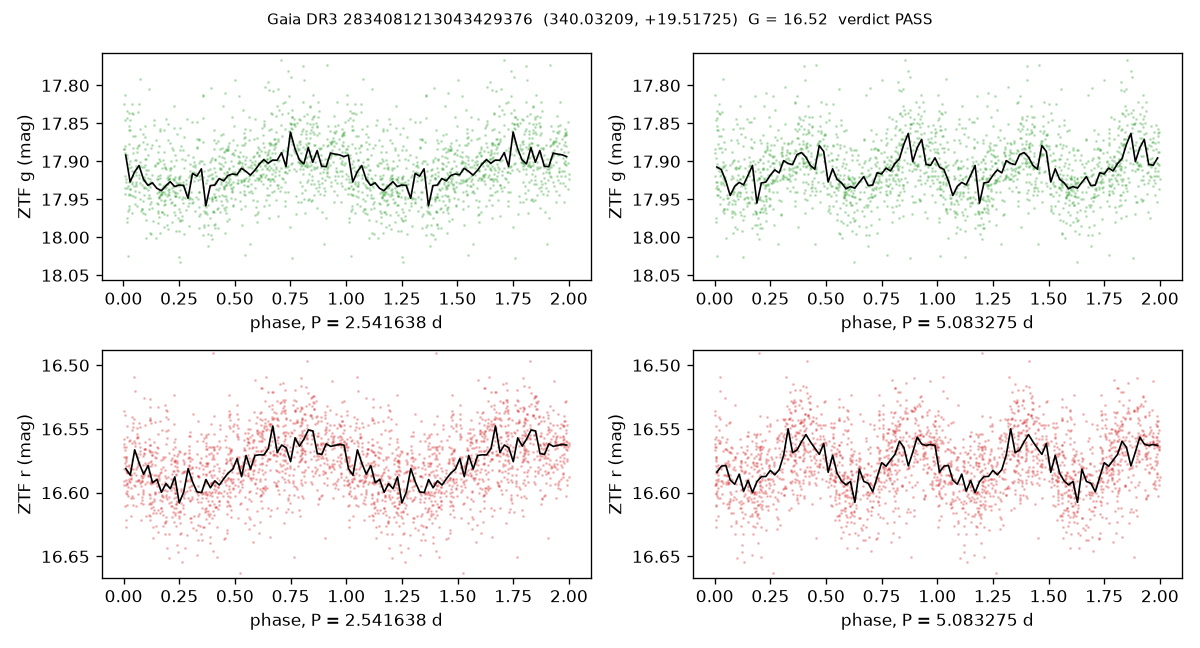 Gaia DR3 2834081213043429376  (340.03209, +19.51725)  G = 16.52  verdict PASS
ZTF g (mag)
17.80
17.85
17.90
17.95
18.00
18.05
0.00 0.25 0.50 0.75 1.00 1.25 1.50 1.75 2.00
phase, P = 2.541638 d
ZTF g (mag)
17.80
17.85
17.90
17.95
18.00
18.05
0.00 0.25 0.50 0.75 1.00 1.25 1.50 1.75 2.00
phase, P = 5.083275 d
ZTF r (mag)
16.50
16.55
16.60
16.65
0.00 0.25 0.50 0.75 1.00 1.25 1.50 1.75 2.00
phase, P = 2.541638 d
ZTF r (mag)
16.50
16.55
16.60
16.65
0.00 0.25 0.50 0.75 1.00 1.25 1.50 1.75 2.00
phase, P = 5.083275 d